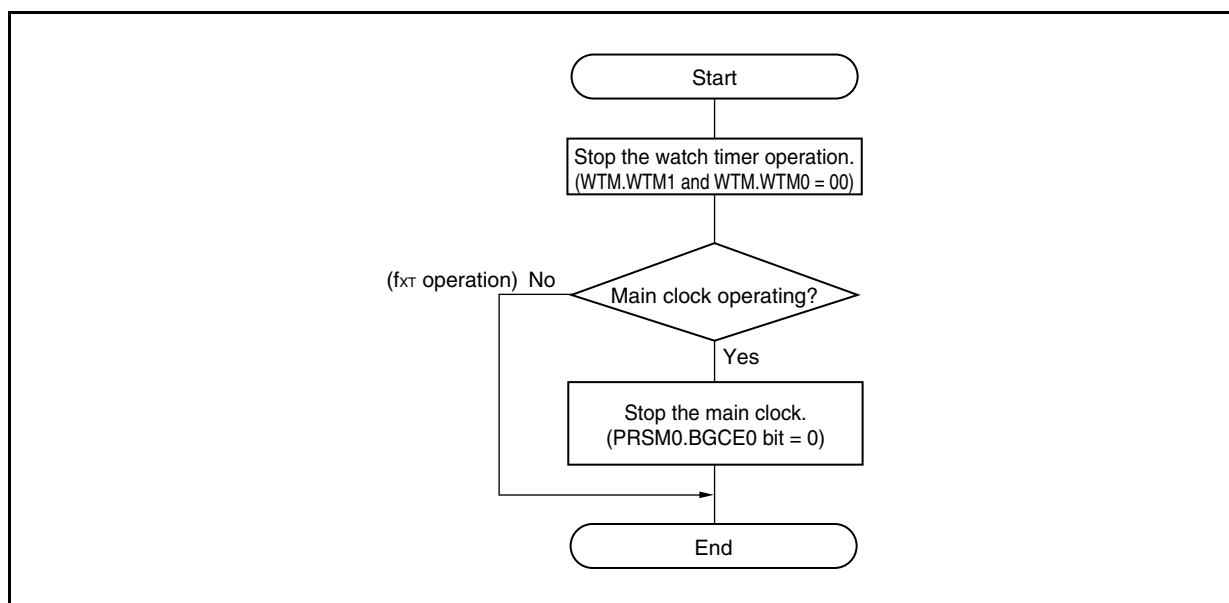 Start
Stop the watch timer operation.
(WTM.WTM1 and WTM.WTM0 = 00)
(fXT operation) No
Main clock operating?
Yes
Stop the main clock.
(PRSM0.BGCE0 bit = 0)
End